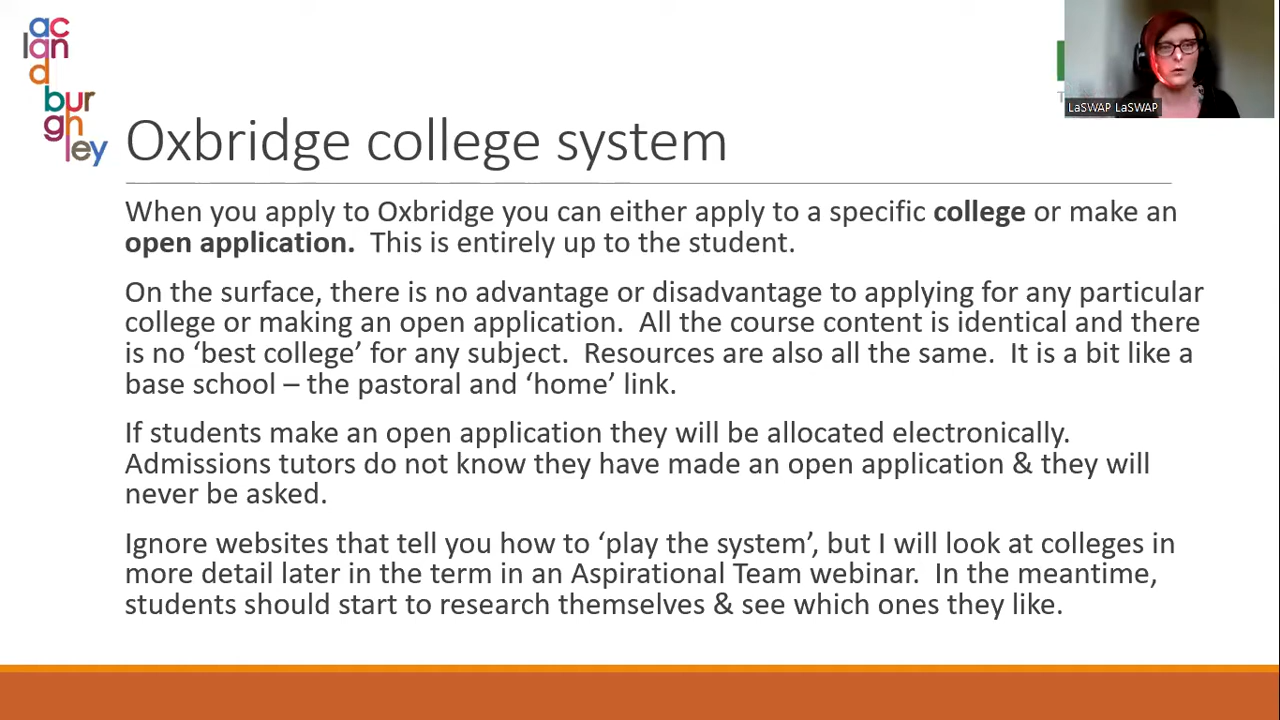 ac
lan
d
bur
gh
ley
LaSWAP LaSWAP
Oxbridge college system
When you apply to Oxbridge you can either apply to a specific college or make an
open application. This is entirely up to the student.
On the surface, there is no advantage or disadvantage to applying for any particular
college or making an open application. All the course content is identical and there
is no ‘best college’ for any subject. Resources are also all the same. It is a bit like a
base school – the pastoral and ‘home’ link.
If students make an open application they will be allocated electronically.
Admissions tutors do not know they have made an open application & they will
never be asked.
Ignore websites that tell you how to ‘play the system’, but I will look at colleges in
more detail later in the term in an Aspirational Team webinar. In the meantime,
students should start to research themselves & see which ones they like.